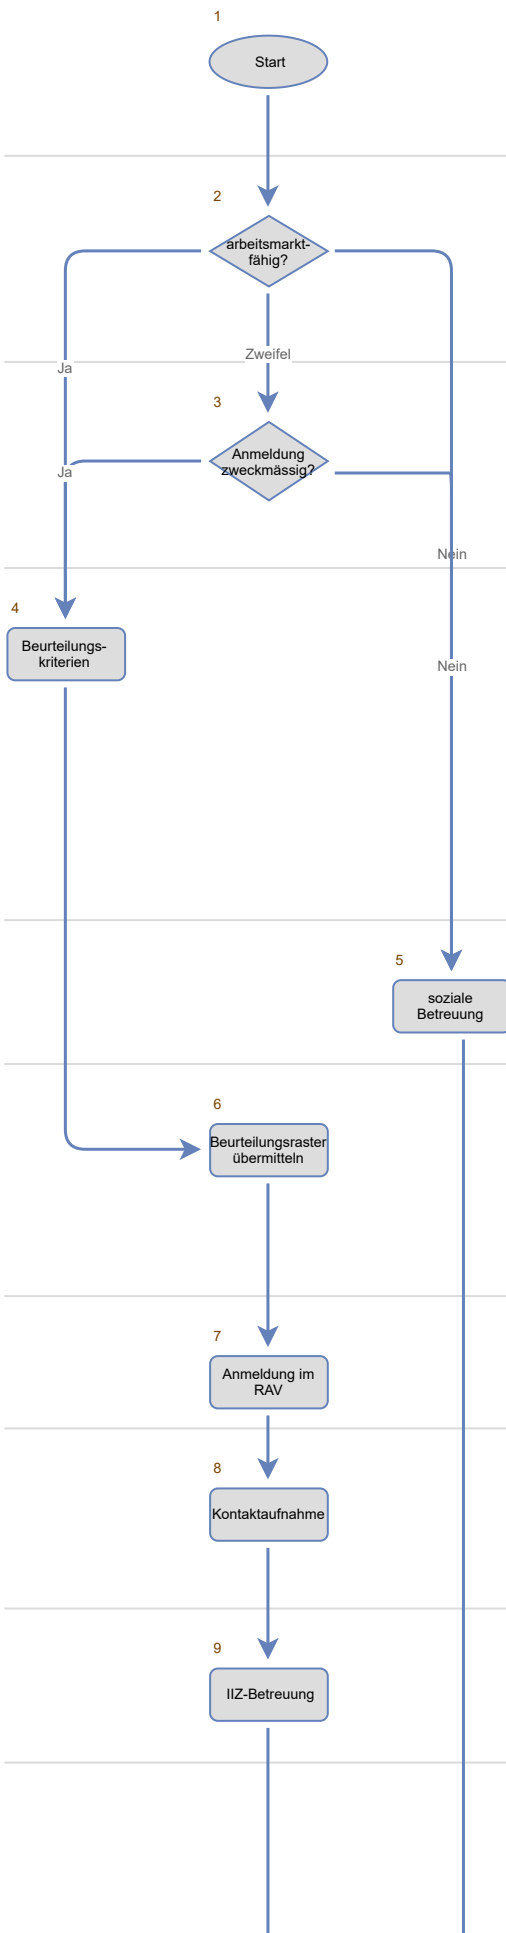 1
Start
2
arbeitsmarkt-
fähig?
Zweifel
Ja
3
Anmeldung
zweckmässig?
Ja
Nein
4
Beurteilungs-
kriterien
Nein
5
soziale
Betreuung
6
Beurteilungsraster
übermitteln
7
Anmeldung im
RAV
8
Kontaktaufnahme
9
IIZ-Betreuung